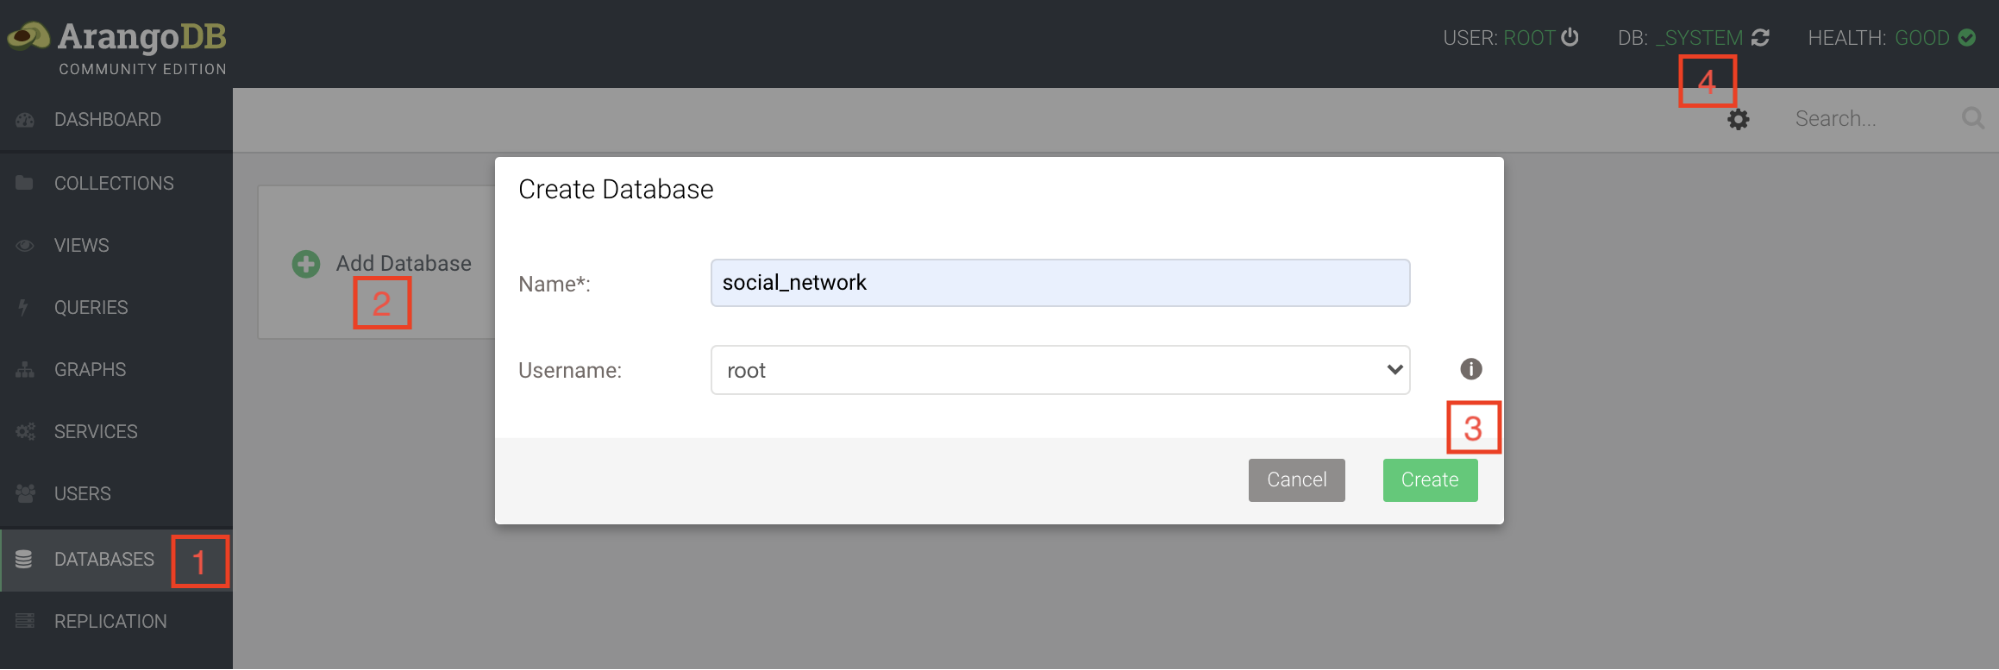 ArangoDB
COMMUNITY EDITION
USER: ROOT
DB: _SYSTEM
HEALTH: GOOD
4
DASHBOARD
Search...
COLLECTIONS
VIEWS
QUERIES
GRAPHS
SERVICES
USERS
DATABASES
1
REPLICATION
Add Database
2
Create Database
Name*:
social_network
Username:
root
3
Cancel
Create